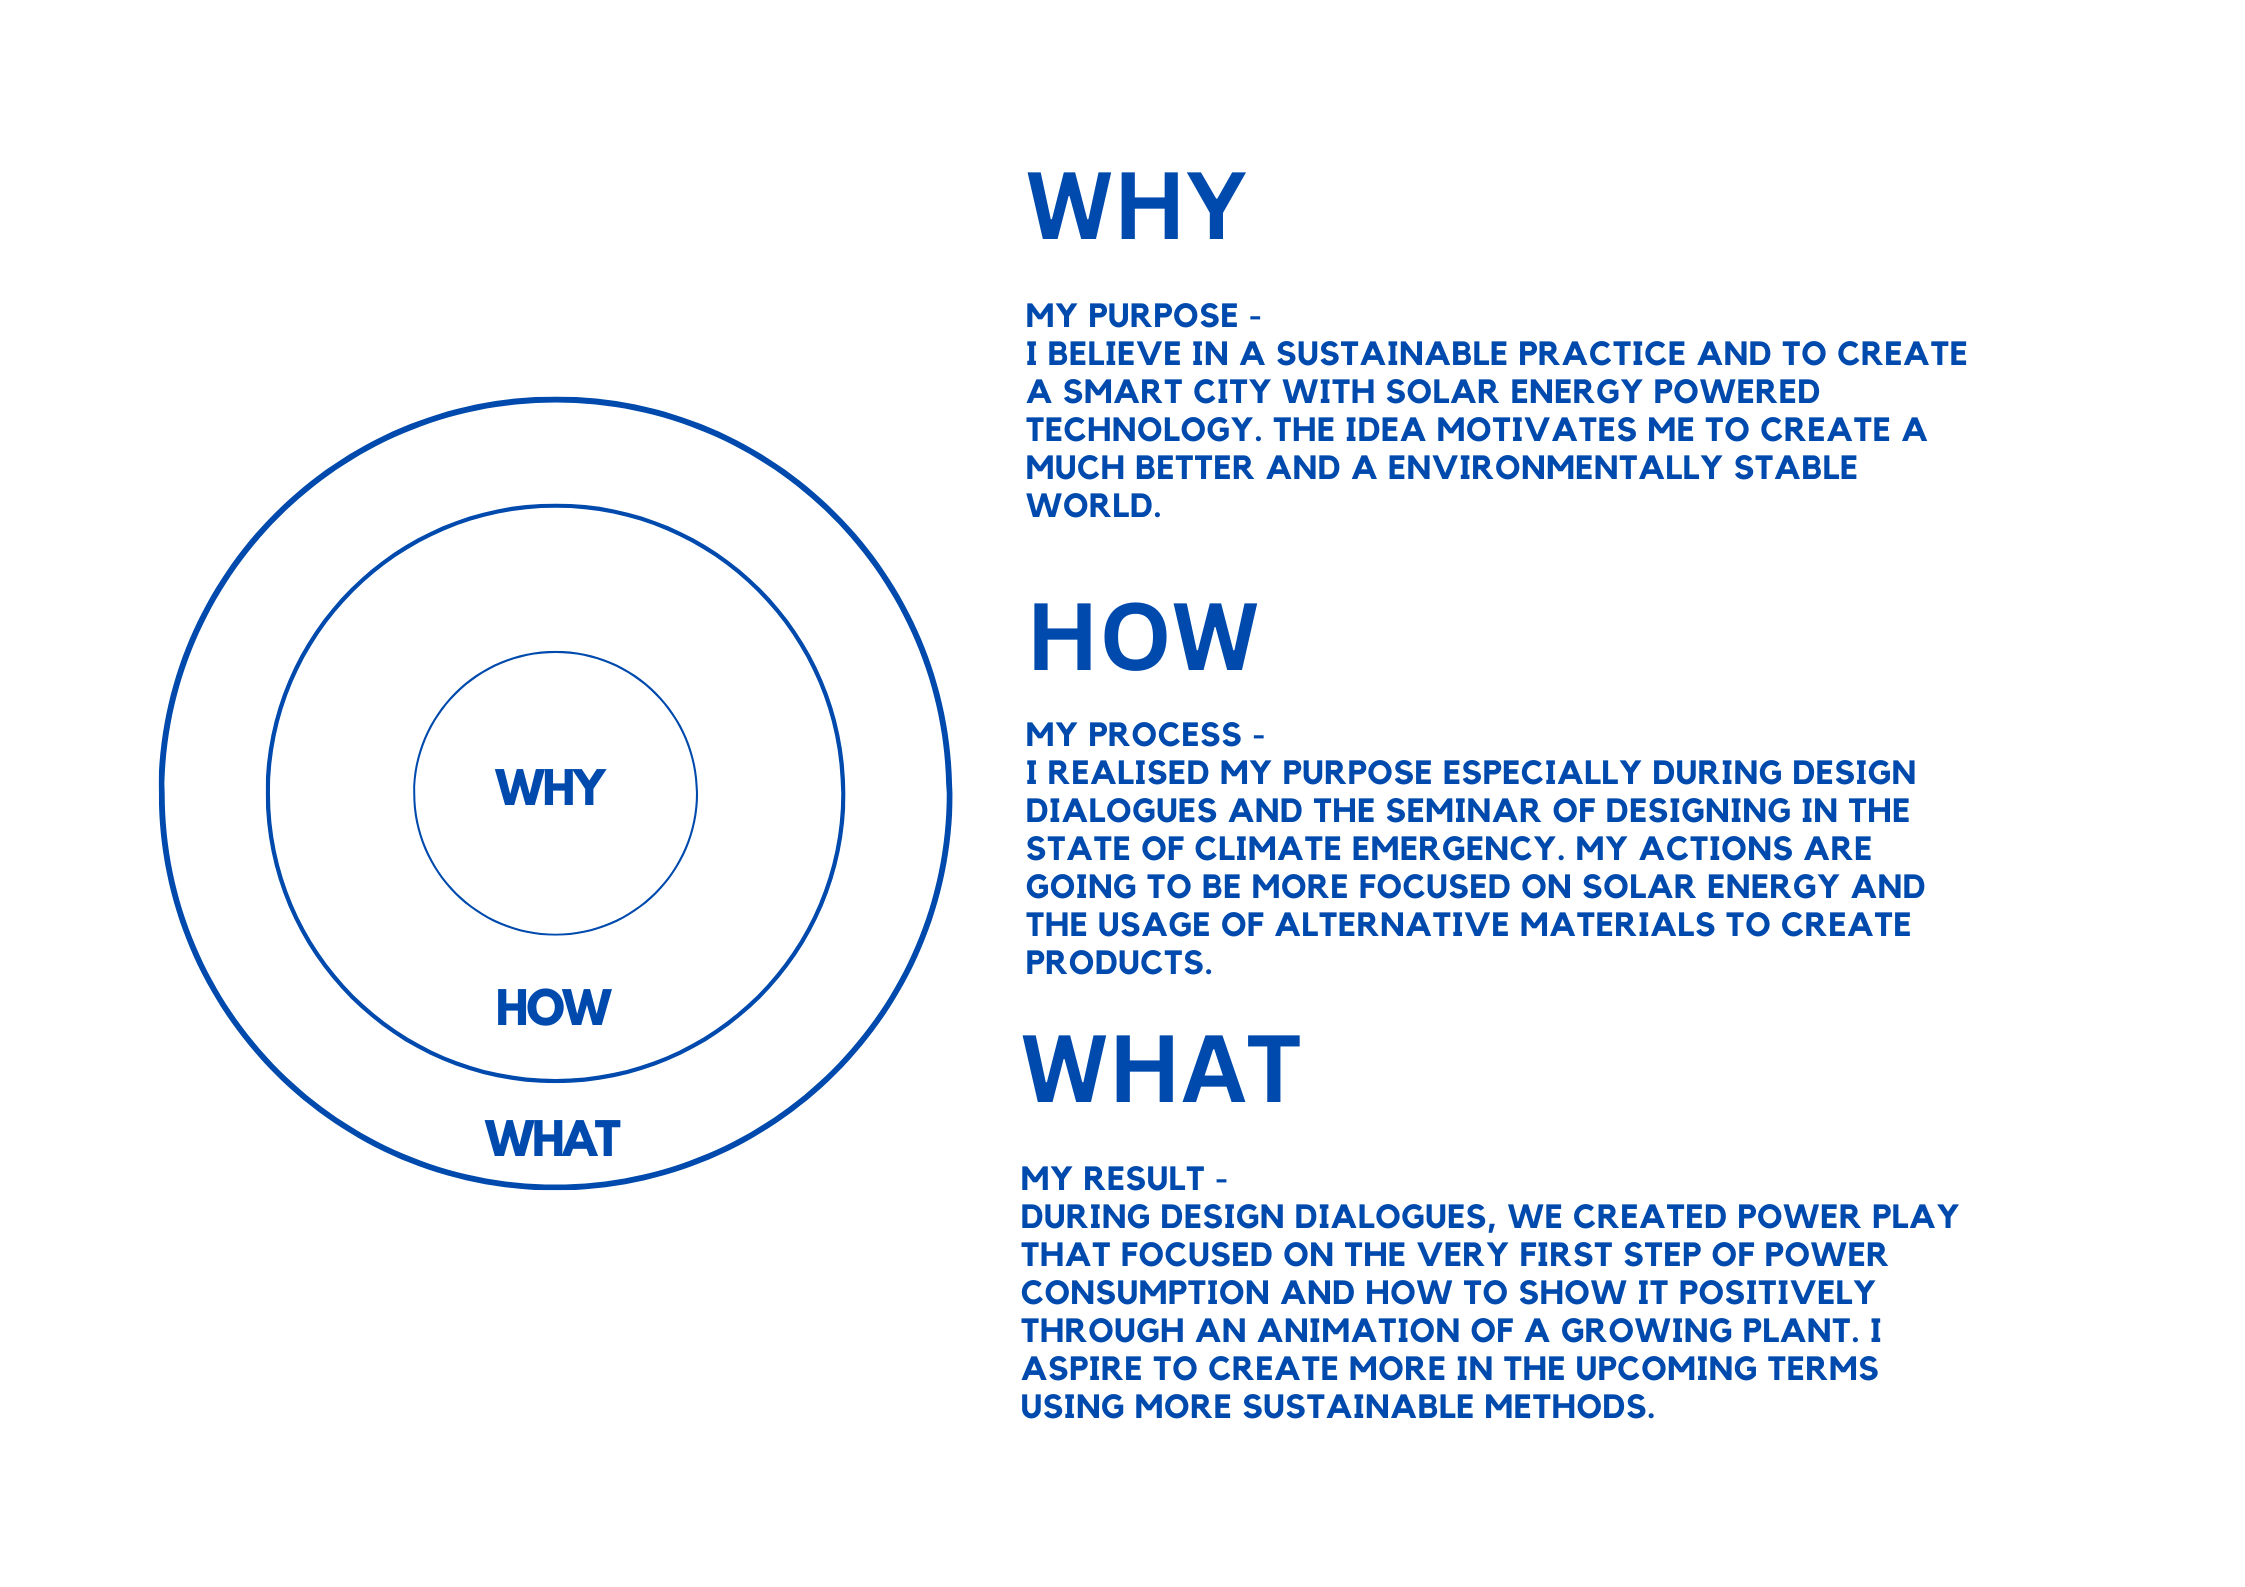 WHY
HOW
WHAT
WHY
MY PURPOSE -
I BELIEVE IN A SUSTAINABLE PRACTICE AND TO CREATE
A SMART CITY WITH SOLAR ENERGY POWERED
TECHNOLOGY. THE IDEA MOTIVATES ME TO CREATE A
MUCH BETTER AND A ENVIRONMENTALLY STABLE
WORLD.
HOW
MY PROCESS -
I REALISED MY PURPOSE ESPECIALLY DURING DESIGN
DIALOGUES AND THE SEMINAR OF DESIGNING IN THE
STATE OF CLIMATE EMERGENCY. MY ACTIONS ARE
GOING TO BE MORE FOCUSED ON SOLAR ENERGY AND
THE USAGE OF ALTERNATIVE MATERIALS TO CREATE
PRODUCTS.
WHAT
MY RESULT -
DURING DESIGN DIALOGUES, WE CREATED POWER PLAY
THAT FOCUSED ON THE VERY FIRST STEP OF POWER
CONSUMPTION AND HOW TO SHOW IT POSITIVELY
THROUGH AN ANIMATION OF A GROWING PLANT. I
ASPIRE TO CREATE MORE IN THE UPCOMING TERMS
USING MORE SUSTAINABLE METHODS.